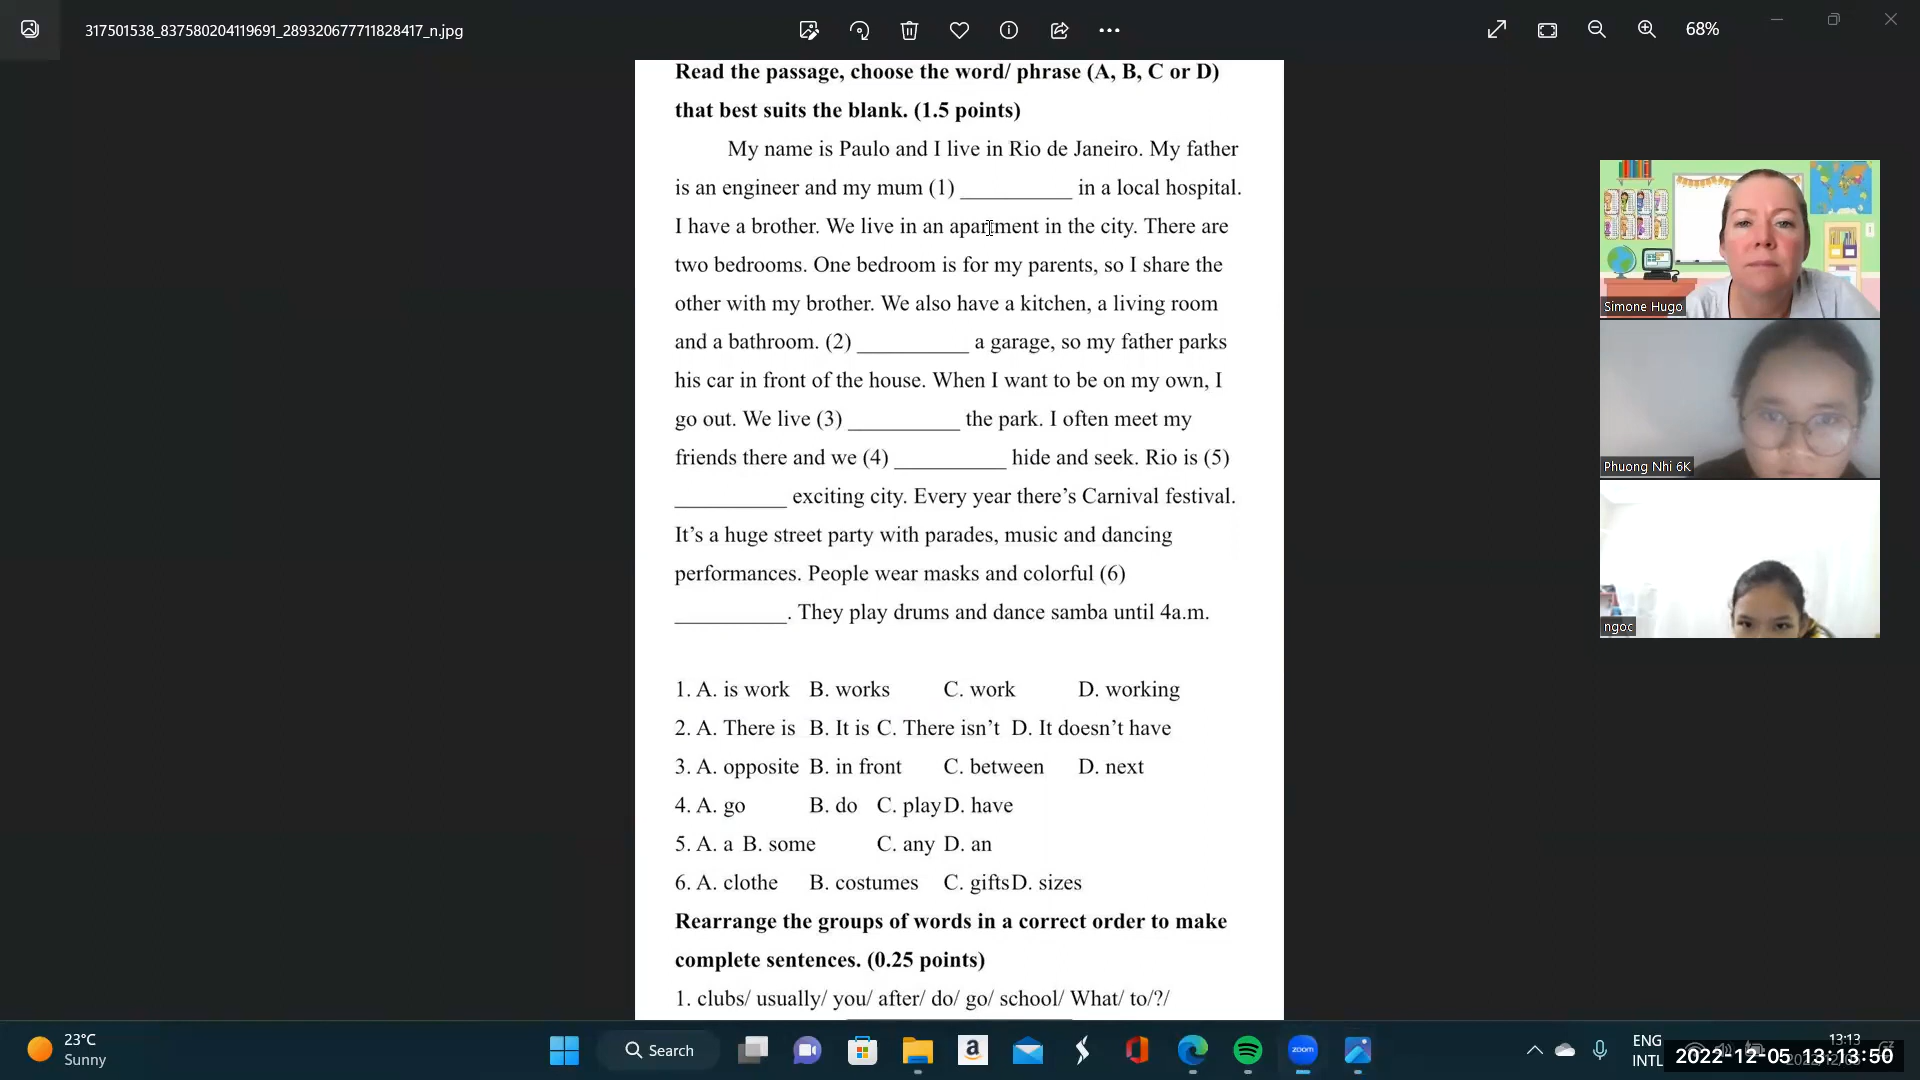 317501538_837580204119691_289320677711828417_n.jpg
68%
Read the passage, choose the word/ phrase (A, B, C or D)
that best suits the blank. (1.5 points)
My name is Paulo and I live in Rio de Janeiro. My father
is an engineer and my mum (1) __________ in a local hospital.
I have a brother. We live in an apartment in the city. There are
two bedrooms. One bedroom is for my parents, so I share the
other with my brother. We also have a kitchen, a living room
and a bathroom. (2) __________ a garage, so my father parks
his car in front of the house. When I want to be on my own, I
go out. We live (3) __________ the park. I often meet my
friends there and we (4) __________ hide and seek. Rio is (5)
__________ exciting city. Every year there’s Carnival festival.
It’s a huge street party with parades, music and dancing
performances. People wear masks and colorful (6)
__________. They play drums and dance samba until 4a.m.
1. A. is work B. works C. work D. working
2. A. There is B. It is C. There isn’t D. It doesn’t have
3. A. opposite B. in front C. between D. next
4. A. go B. do C. play D. have
5. A. a B. some C. any D. an
6. A. clothe B. costumes C. gifts D. sizes
Rearrange the groups of words in a correct order to make
complete sentences. (0.25 points)
1. clubs/ usually/ you/ after/ do/ go/ school/ What/ to/?/
Simone Hugo
Phuong Nhi 6K
ngoc
23°C
Sunny
Search
zoom
ENG
INTL
13:13
2022-12-05 13:13:50